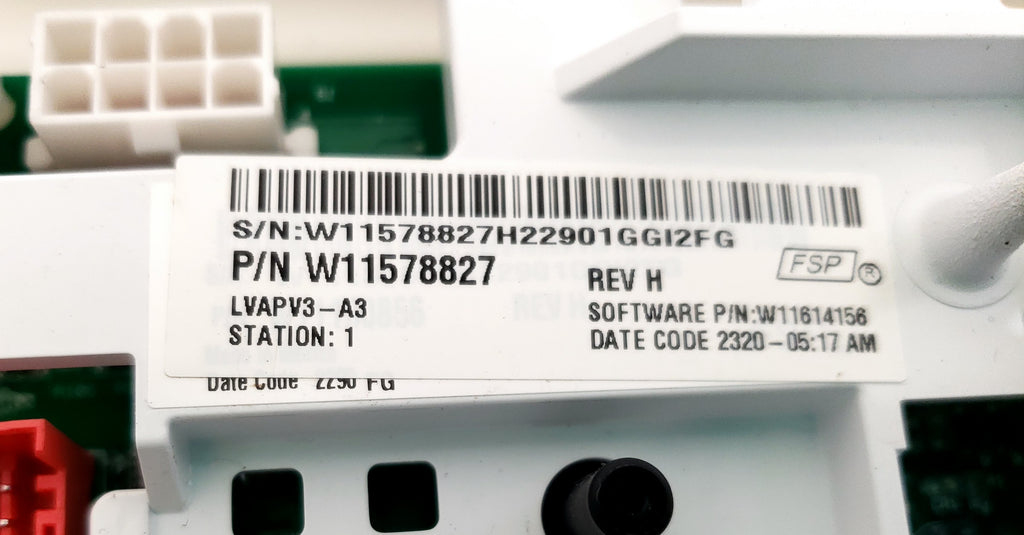 S/N:W11578827H22901GGI2FG
P/N W11578827
REV H
FSP ®
LVAPV3-A3
SOFTWARE P/N:W11614156
STATION: 1
DATE CODE 2320-05:17 AM
Date Code 2290 FG